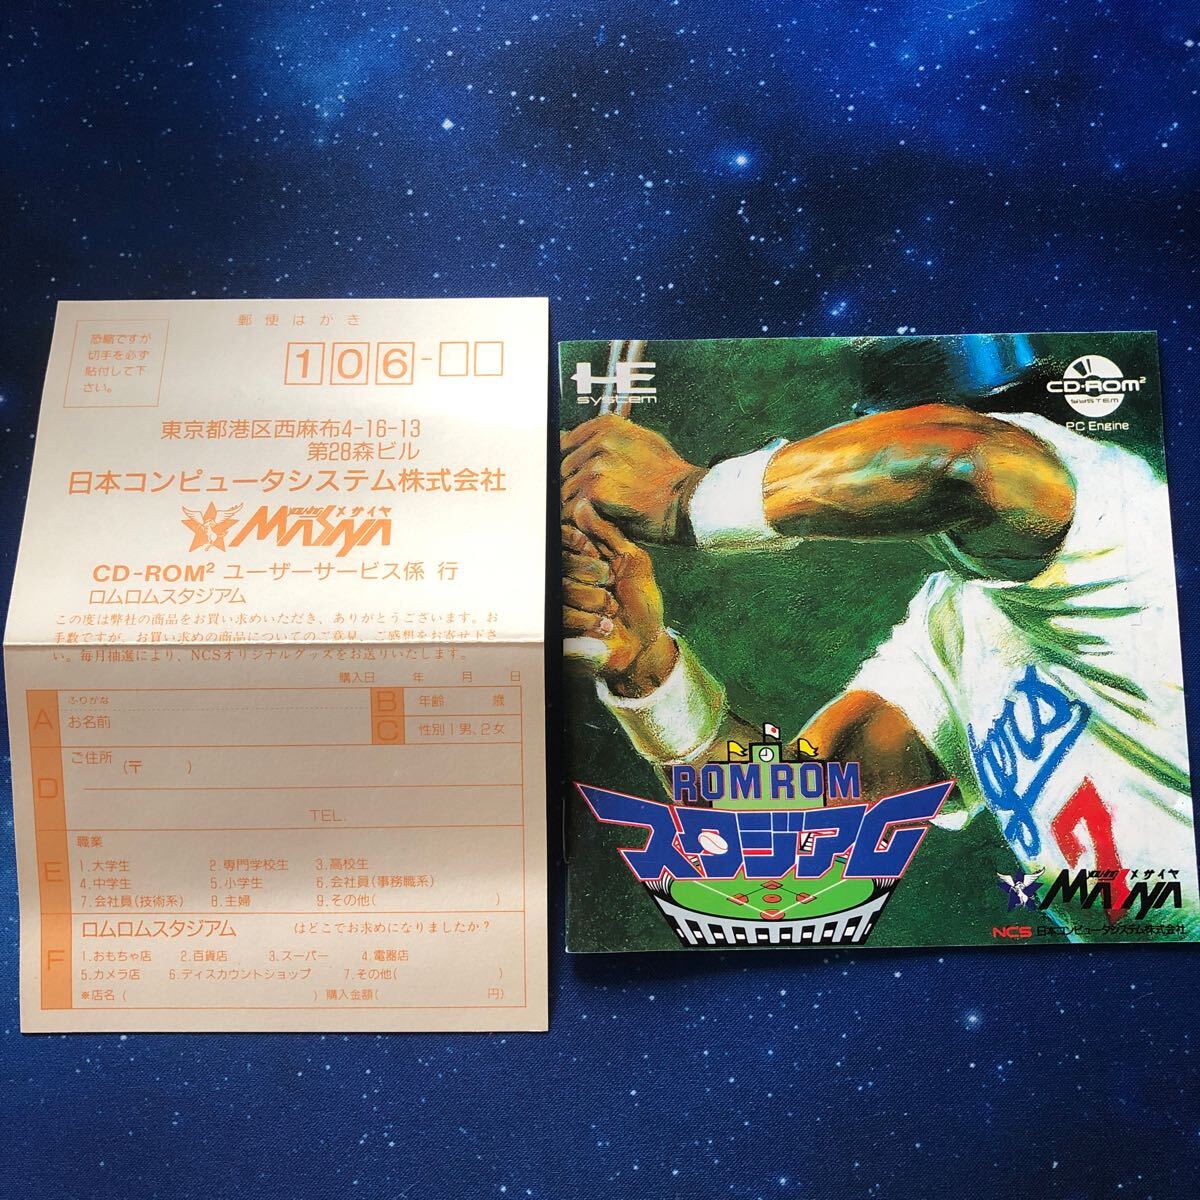 恐縮ですが
切手を必ず
貼付して下
さい。
郵便はがき
106-
東京都港区西麻布4-16-13
第28森ビル
日本コンピュータシステム株式会社
メサイヤ
MASAYA
CD-ROM² ユーザーサービス係 行
ロムロムスタジアム
この度は弊社の商品をお買い求めいただき、ありがとうございます。お
手数ですが、お買い求めの商品についてのご意見、ご感想をお寄せ下さ
い。毎月抽選により、NCSオリジナルグッズをお送りいたします。
購入日 年 月 日
A ふりがな
お名前
B 年齢 歳
C 性別 1男、2女
D ご住所 (〒 )
TEL.
E 職業
1.大学生 2.専門学校生 3.高校生
4.中学生 5.小学生 6.会社員(事務職系)
7.会社員(技術系) 8.主婦 9.その他( )
F ロムロムスタジアム はどこでお求めになりましたか?
1.おもちゃ店 2.百貨店 3.スーパー 4.電器店
5.カメラ店 6.ディスカウントショップ 7.その他( )
※店名( ) 購入金額( 円)
HE
system
CD-ROM²
SYSTEM
PC Engine
gers
7
ROM ROM
スタジアム
メサイヤ
MASAYA
NCS 日本コンピュータシステム株式会社